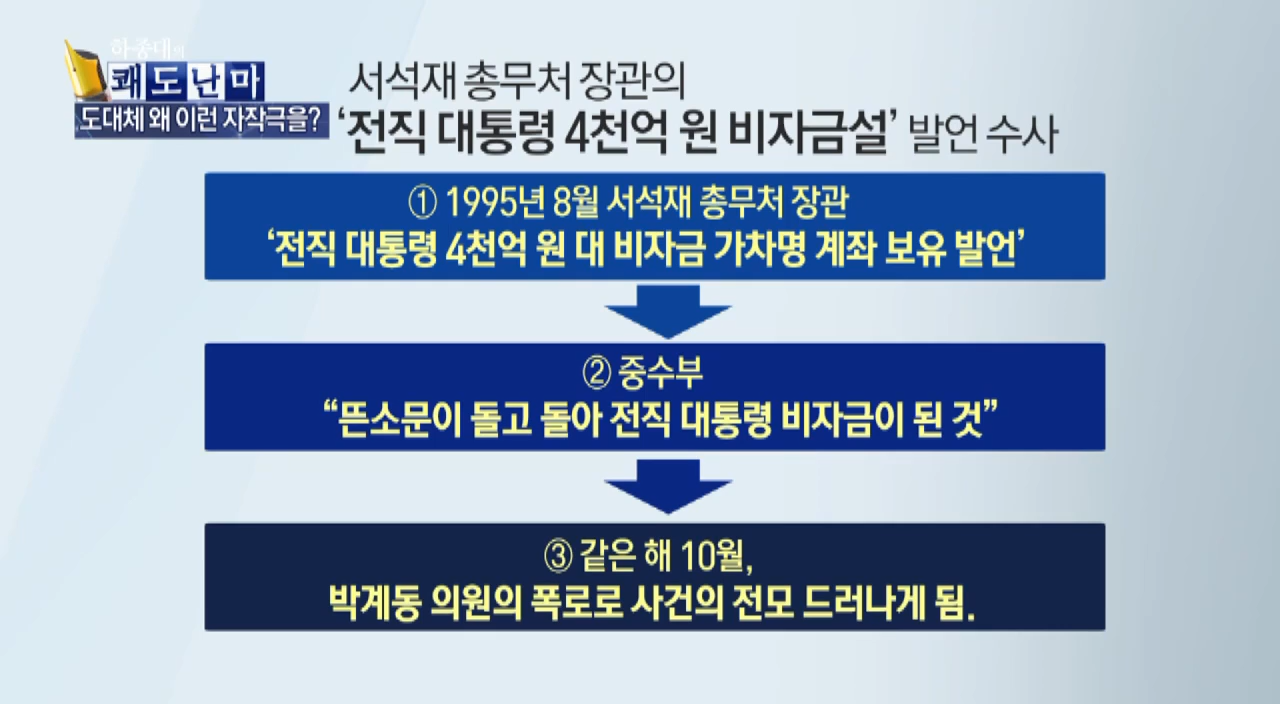 하종대의
쾌도난마
도대체 왜 이런 자작극을?
서석재 총무처 장관의
‘전직 대통령 4천억 원 비자금설’ 발언 수사
① 1995년 8월 서석재 총무처 장관
‘전직 대통령 4천억 원 대 비자금 가차명 계좌 보유 발언’
② 중수부
“뜬소문이 돌고 돌아 전직 대통령 비자금이 된 것”
③ 같은 해 10월,
박계동 의원의 폭로로 사건의 전모 드러나게 됨.